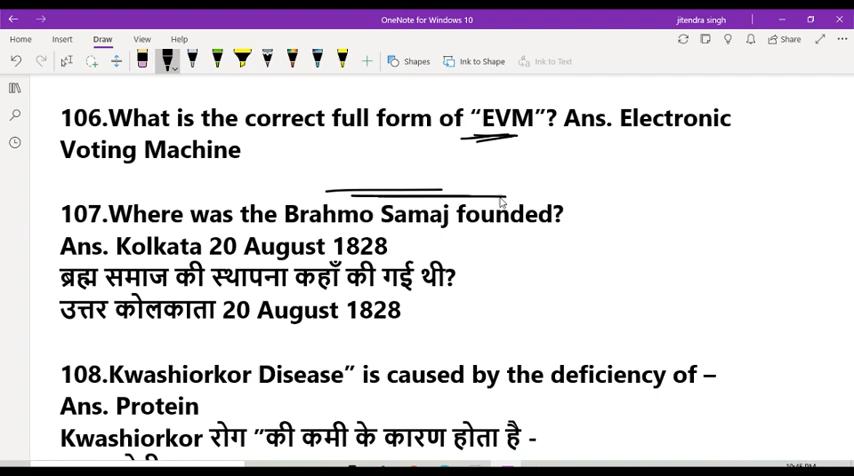 OneNote for Windows 10
jitendra singh
Home Insert Draw View Help
Share
Shapes Ink to Shape Ink to Text
106.What is the correct full form of “EVM”? Ans. Electronic
Voting Machine
107.Where was the Brahmo Samaj founded?
Ans. Kolkata 20 August 1828
ब्रह्म समाज की स्थापना कहाँ की गई थी?
उत्तर कोलकाता 20 August 1828
108.Kwashiorkor Disease” is caused by the deficiency of –
Ans. Protein
Kwashiorkor रोग ”की कमी के कारण होता है -